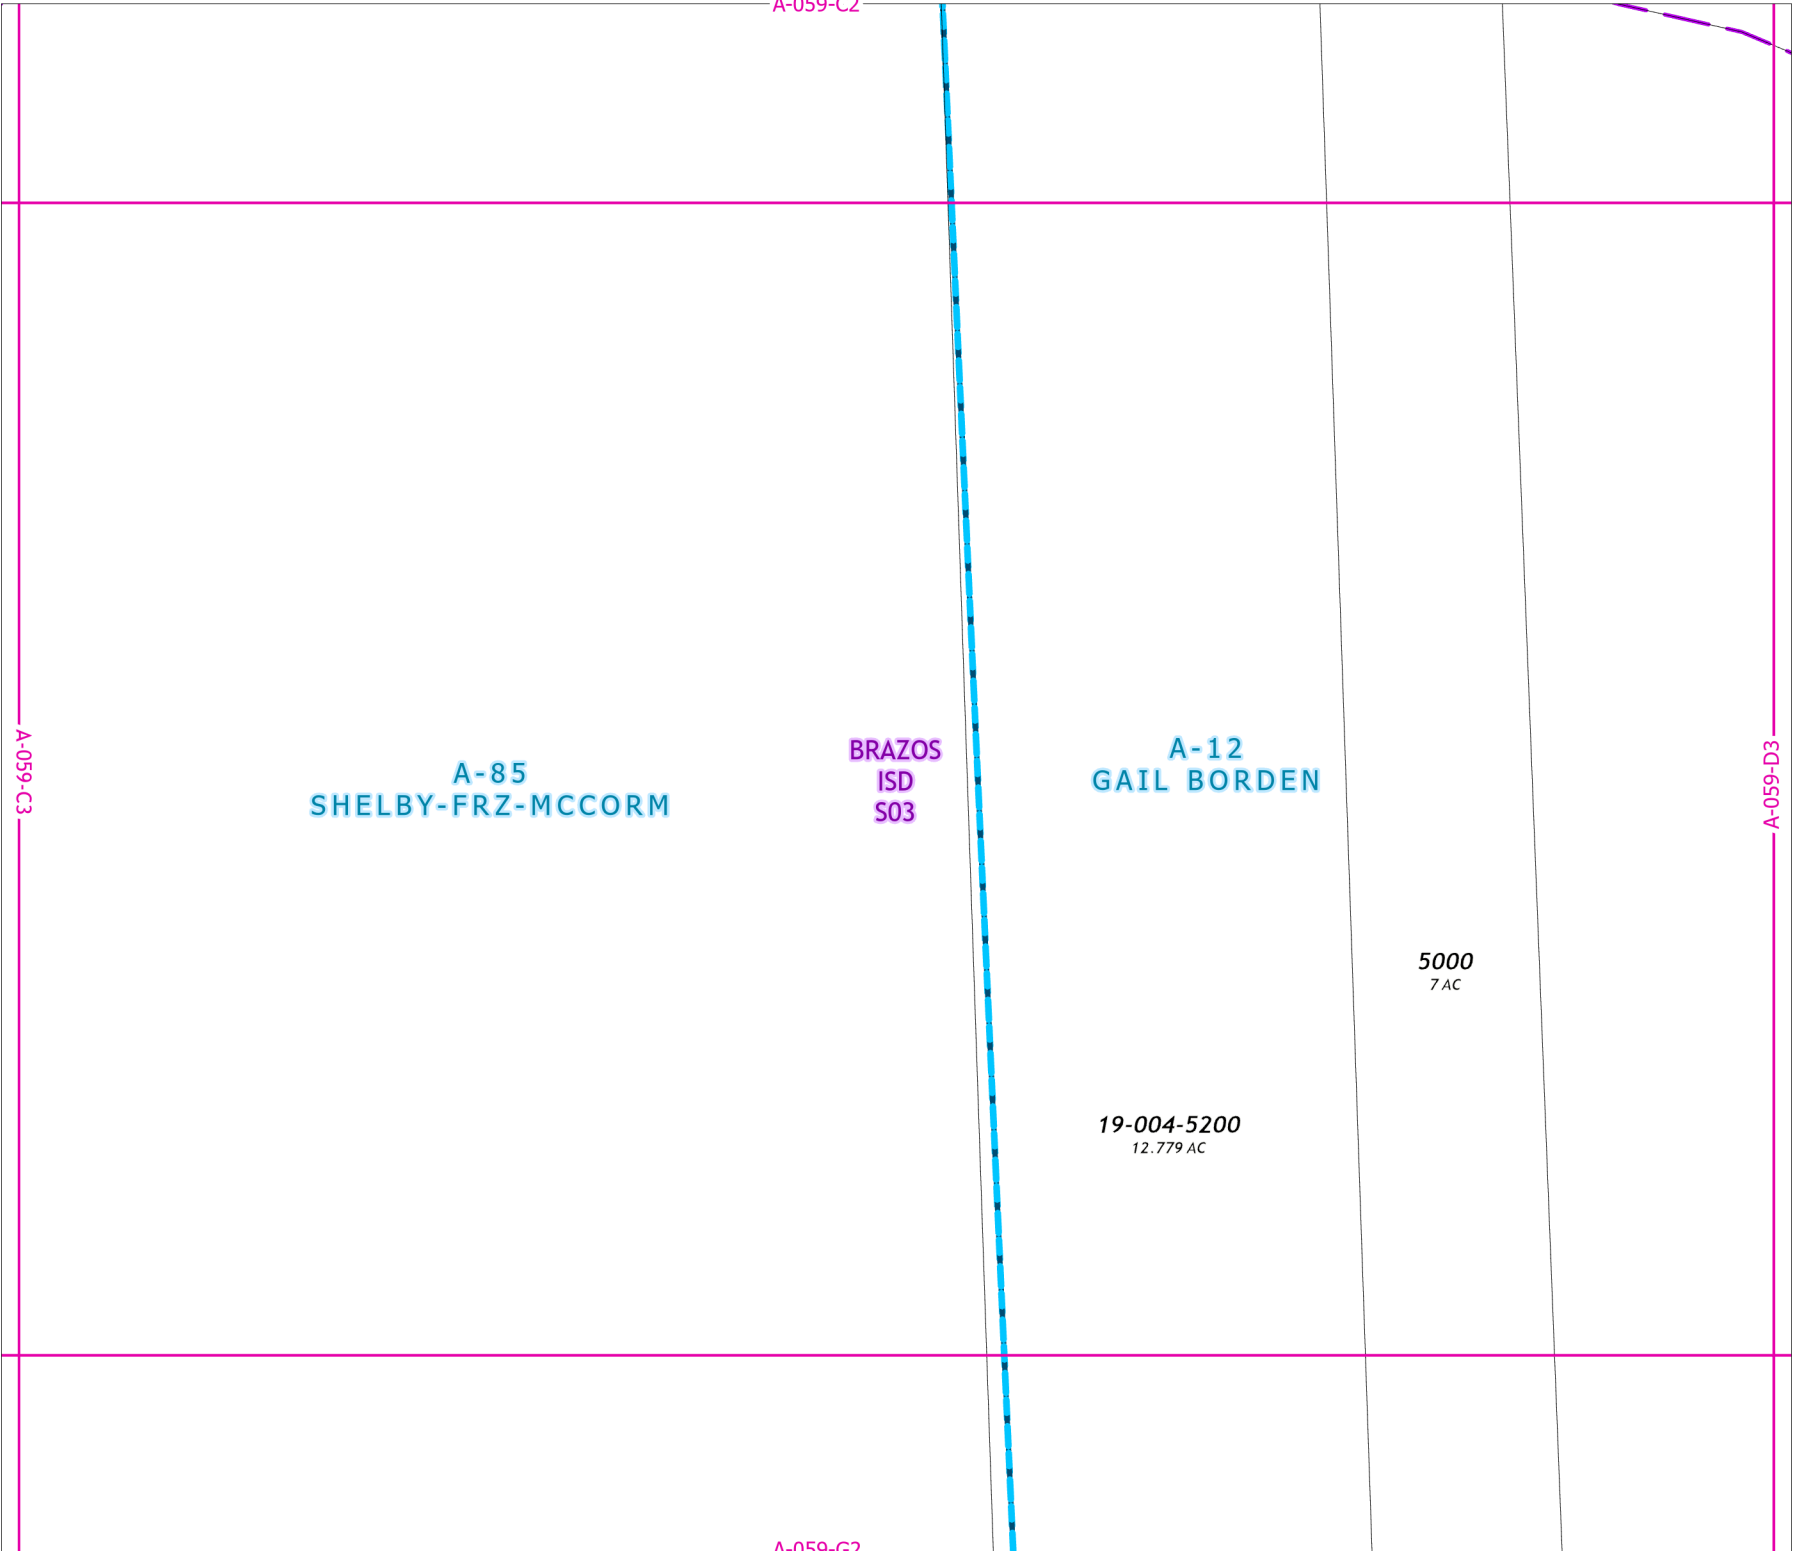 A-059-C2
A-059-C3
A-85
SHELBY-FRZ-MCCORM
BRAZOS
ISD
S03
A-12
GAIL BORDEN
A-059-D3
5000
7 AC
19-004-5200
12.779 AC
A-059-G2